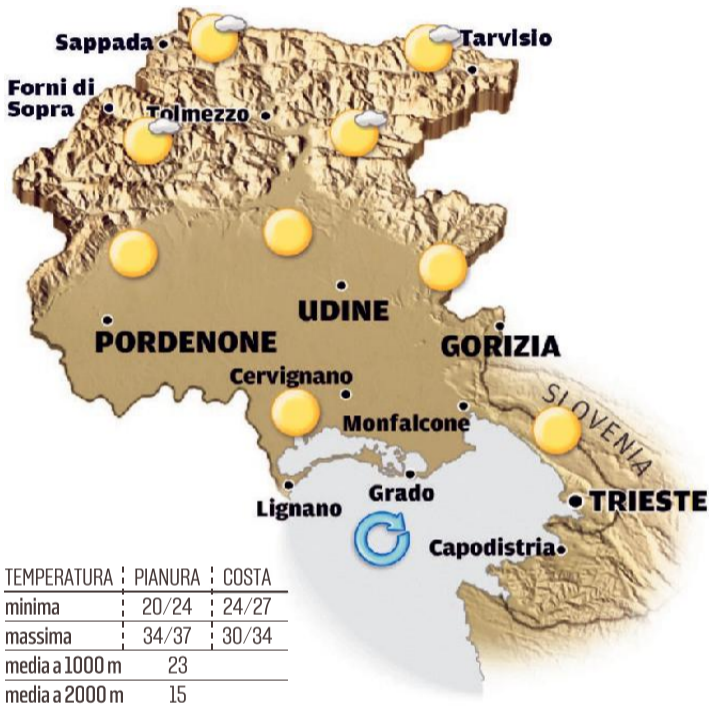 Sappada
Tarvisio
Forni di
Sopra
Tolmezzo
UDINE
PORDENONE
GORIZIA
Cervignano
SLOVENIA
Monfalcone
Lignano
Grado
TRIESTE
Capodistria
TEMPERATURA PIANURA COSTA
minima 20/24 24/27
massima 34/37 30/34
media a 1000 m 23
media a 2000 m 15